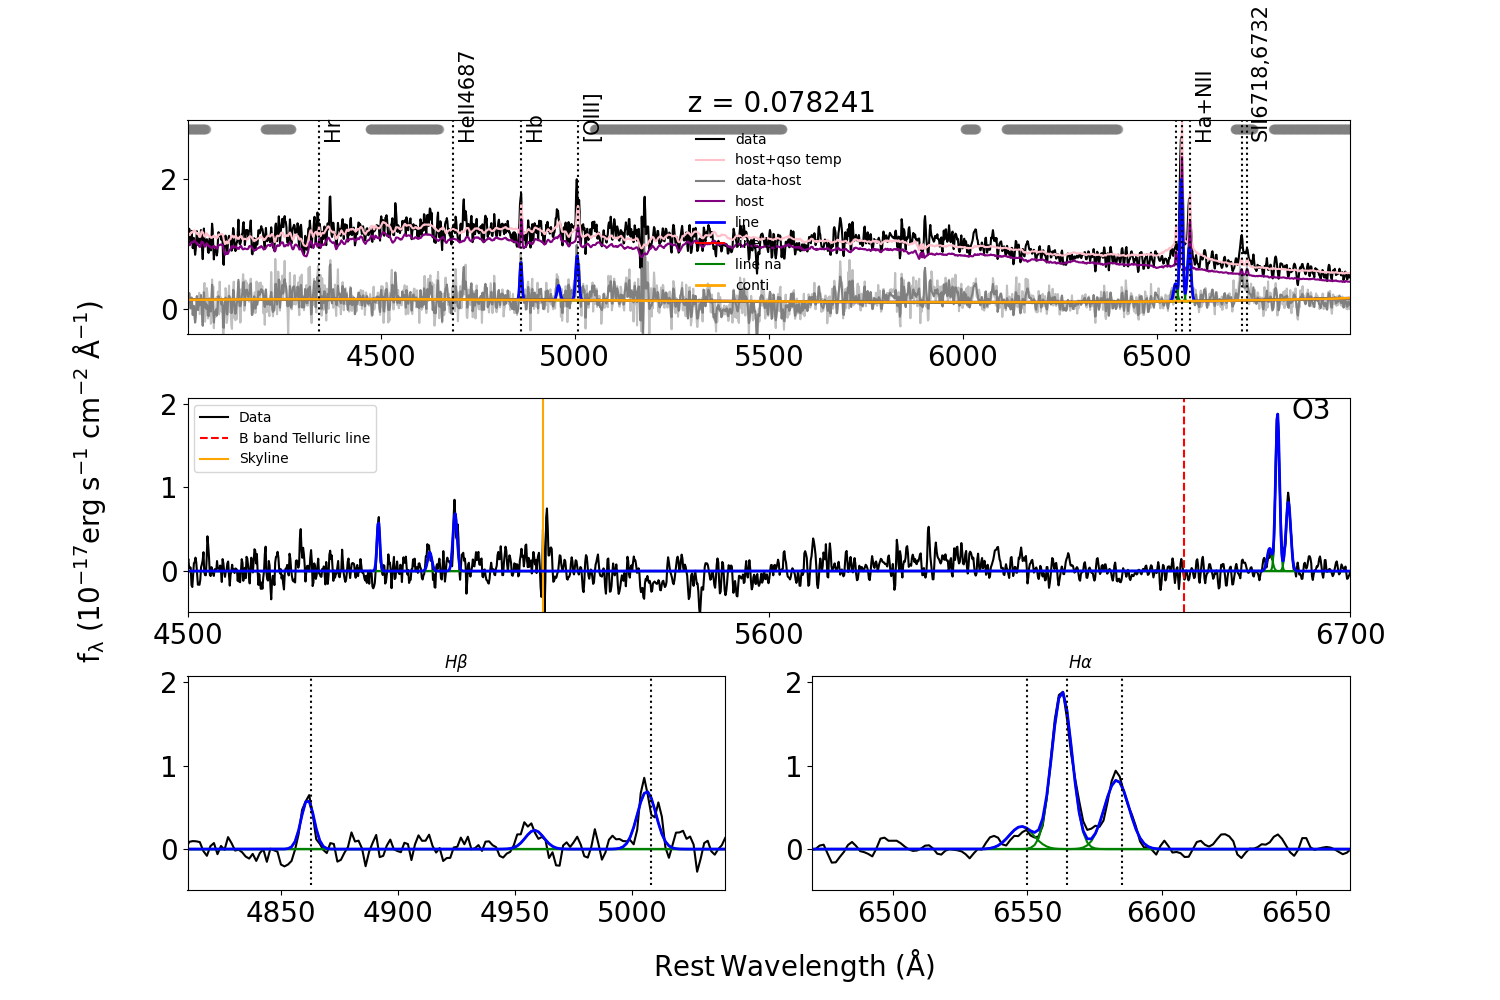 z = 0.078241
Hr
HeII4687
Hb
[OIII]
Ha+NII
SII6718,6732
data
host+qso temp
data-host
host
line
line na
conti
2
0
4500 5000 5500 6000 6500
Data
B band Telluric line
Skyline
O3
2
1
0
4500 5600 6700
fλ (10−17erg s−1 cm−2 Å−1)
Hβ
2
1
0
4850 4900 4950 5000
Hα
2
1
0
6500 6550 6600 6650
Rest Wavelength (Å)